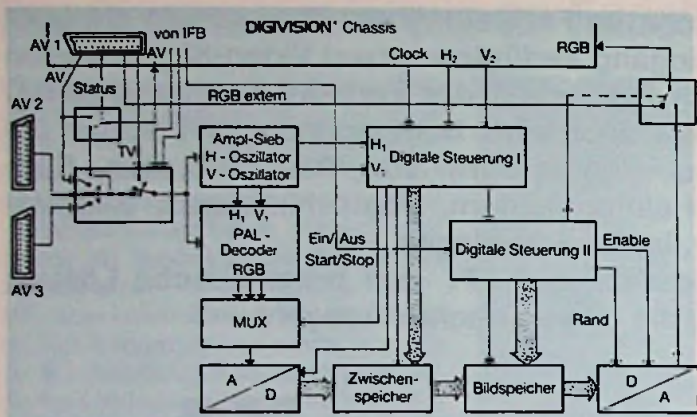 DIGIVISION* Chassis
AV 1
von IFB
AV
AV
Status
Clock
H₂
V₂
RGB
AV 2
RGB extern
TV
Ampl-Sieb
H - Oszillator
V - Oszillator
H₁
V₁
Digitale Steuerung I
H₁ V₁
PAL -
Decoder
RGB
Ein/Aus
Start/Stop
Digitale Steuerung II
Enable
AV 3
MUX
Rand
A
D
Zwischen-
speicher
Bildspeicher
D
A